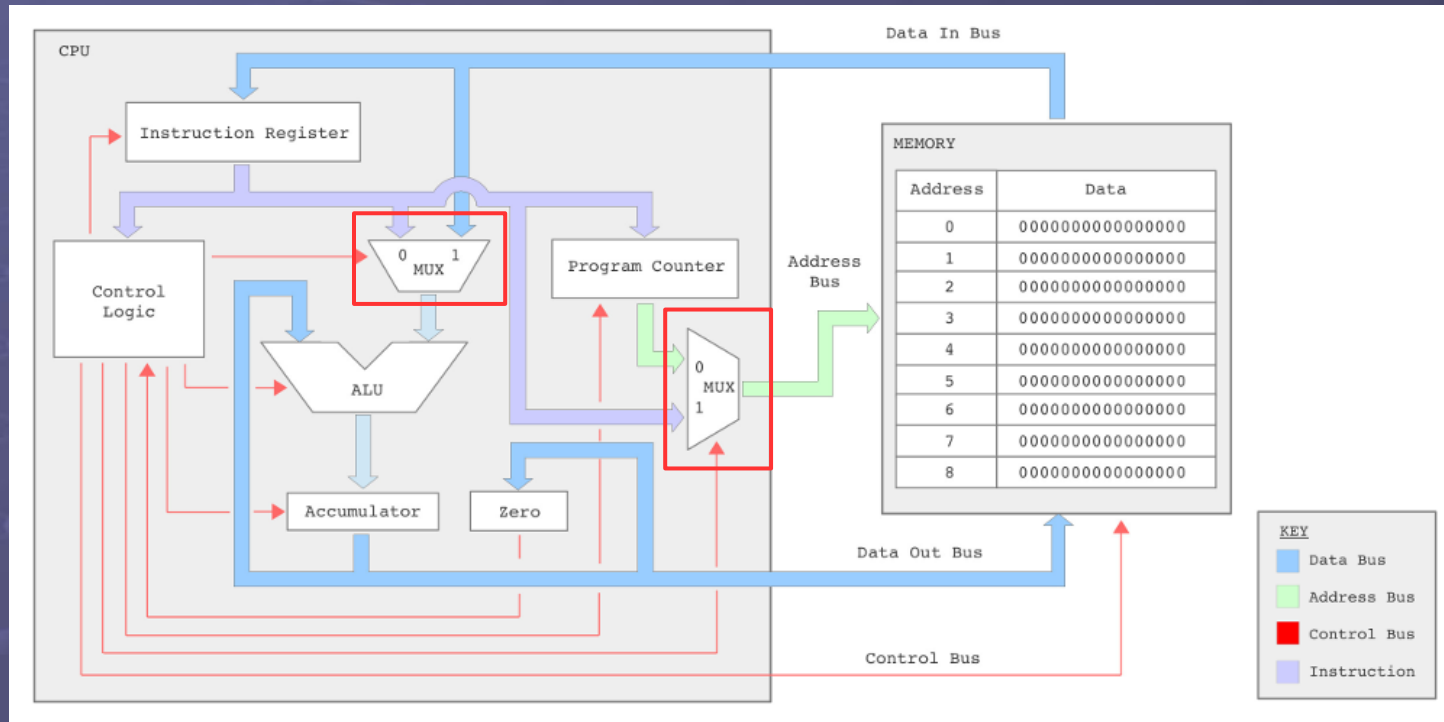 CPU
Data In Bus
Instruction Register
MEMORY
Address Data
0 0000000000000000
1 0000000000000000
2 0000000000000000
3 0000000000000000
4 0000000000000000
5 0000000000000000
6 0000000000000000
7 0000000000000000
8 0000000000000000
Control
Logic
0 1
MUX
Program Counter
Address
Bus
0
MUX
1
ALU
Accumulator
Zero
Data Out Bus
Control Bus
KEY
Data Bus
Address Bus
Control Bus
Instruction